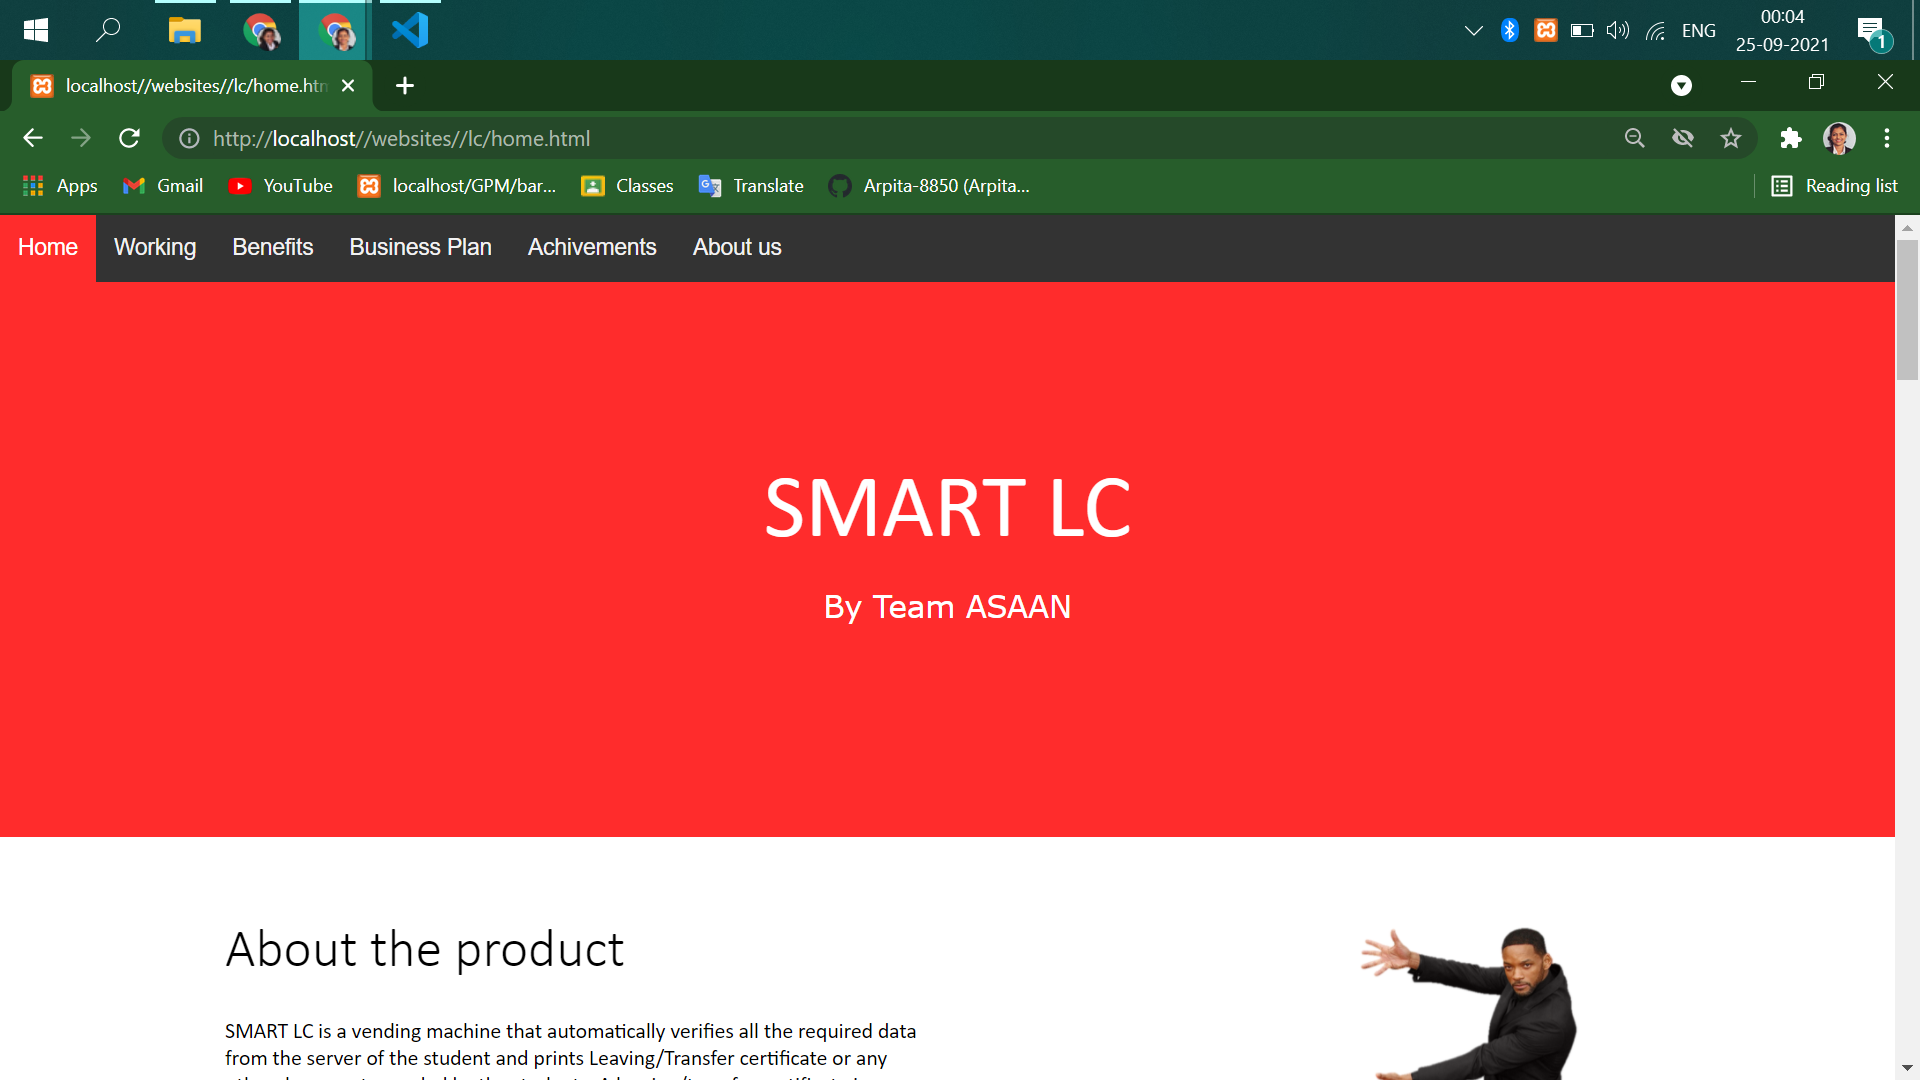 ENG
00:04
25-09-2021
1
localhost//websites//lc/home.htm
http://localhost//websites//lc/home.html
Apps
Gmail
YouTube
localhost/GPM/bar...
Classes
Translate
Arpita-8850 (Arpita...
Reading list
Home
Working
Benefits
Business Plan
Achivements
About us
SMART LC
By Team ASAAN
About the product
SMART LC is a vending machine that automatically verifies all the required data
from the server of the student and prints Leaving/Transfer certificate or any